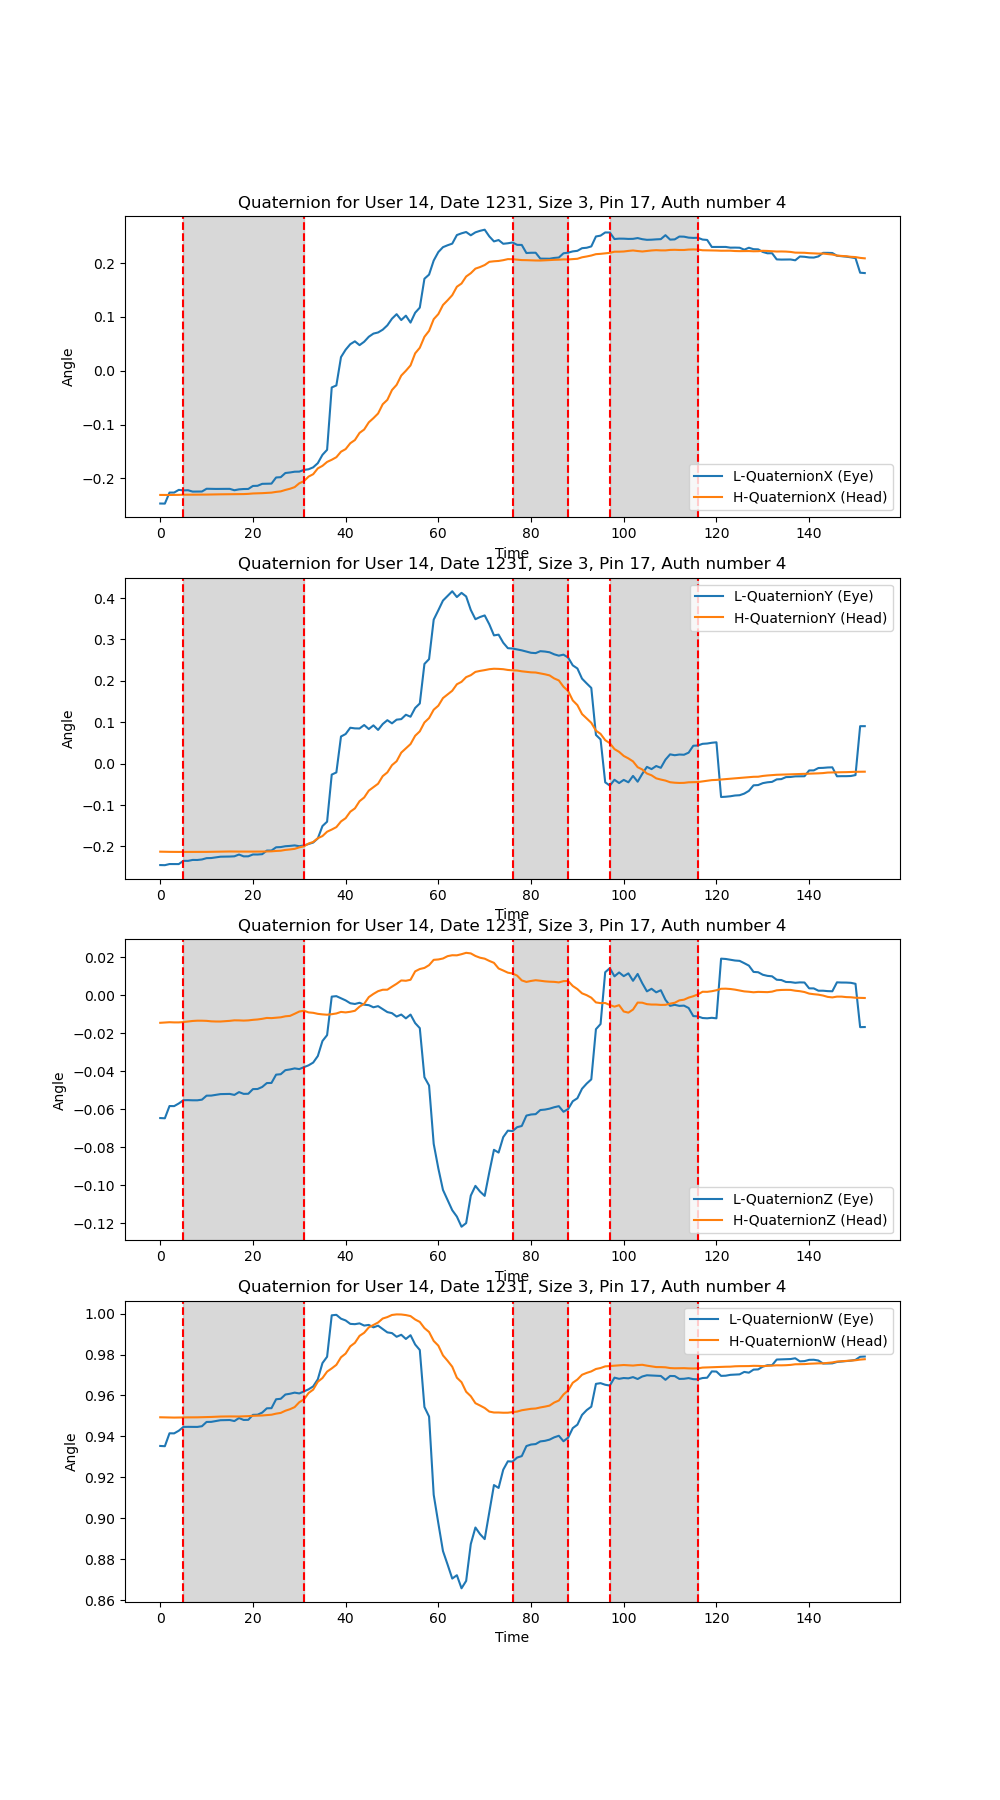 Quaternion for User 14, Date 1231, Size 3, Pin 17, Auth number 4
0.2
0.1
0.0
−0.1
−0.2
Angle
L-QuaternionX (Eye)
H-QuaternionX (Head)
0 20 40 60 80 100 120 140
Time
Quaternion for User 14, Date 1231, Size 3, Pin 17, Auth number 4
0.4
0.3
0.2
0.1
0.0
−0.1
−0.2
Angle
L-QuaternionY (Eye)
H-QuaternionY (Head)
0 20 40 60 80 100 120 140
Time
Quaternion for User 14, Date 1231, Size 3, Pin 17, Auth number 4
0.02
0.00
−0.02
−0.04
−0.06
−0.08
−0.10
−0.12
Angle
L-QuaternionZ (Eye)
H-QuaternionZ (Head)
0 20 40 60 80 100 120 140
Time
Quaternion for User 14, Date 1231, Size 3, Pin 17, Auth number 4
1.00
0.98
0.96
0.94
0.92
0.90
0.88
0.86
Angle
L-QuaternionW (Eye)
H-QuaternionW (Head)
0 20 40 60 80 100 120 140
Time